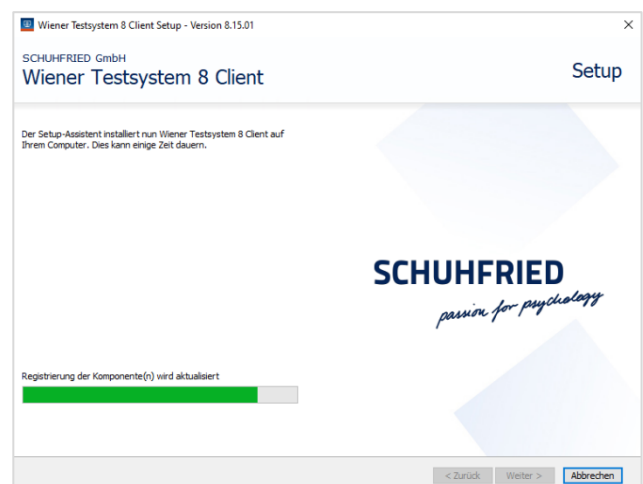 Wiener Testsystem 8 Client Setup - Version 8.15.01
SCHUHFRIED GmbH
Wiener Testsystem 8 Client
Setup
Der Setup-Assistent installiert nun Wiener Testsystem 8 Client auf
Ihrem Computer. Dies kann einige Zeit dauern.
SCHUHFRIED
passion for psychology
Registrierung der Komponente(n) wird aktualisiert
< Zurück Weiter > Abbrechen